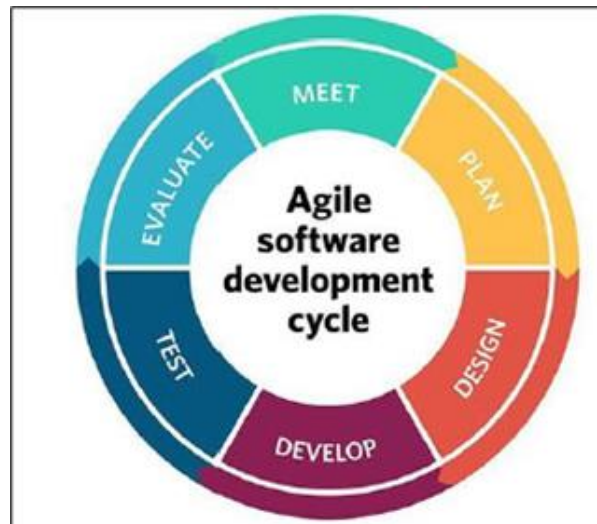 MEET
PLAN
DESIGN
DEVELOP
TEST
EVALUATE
Agile
software
development
cycle